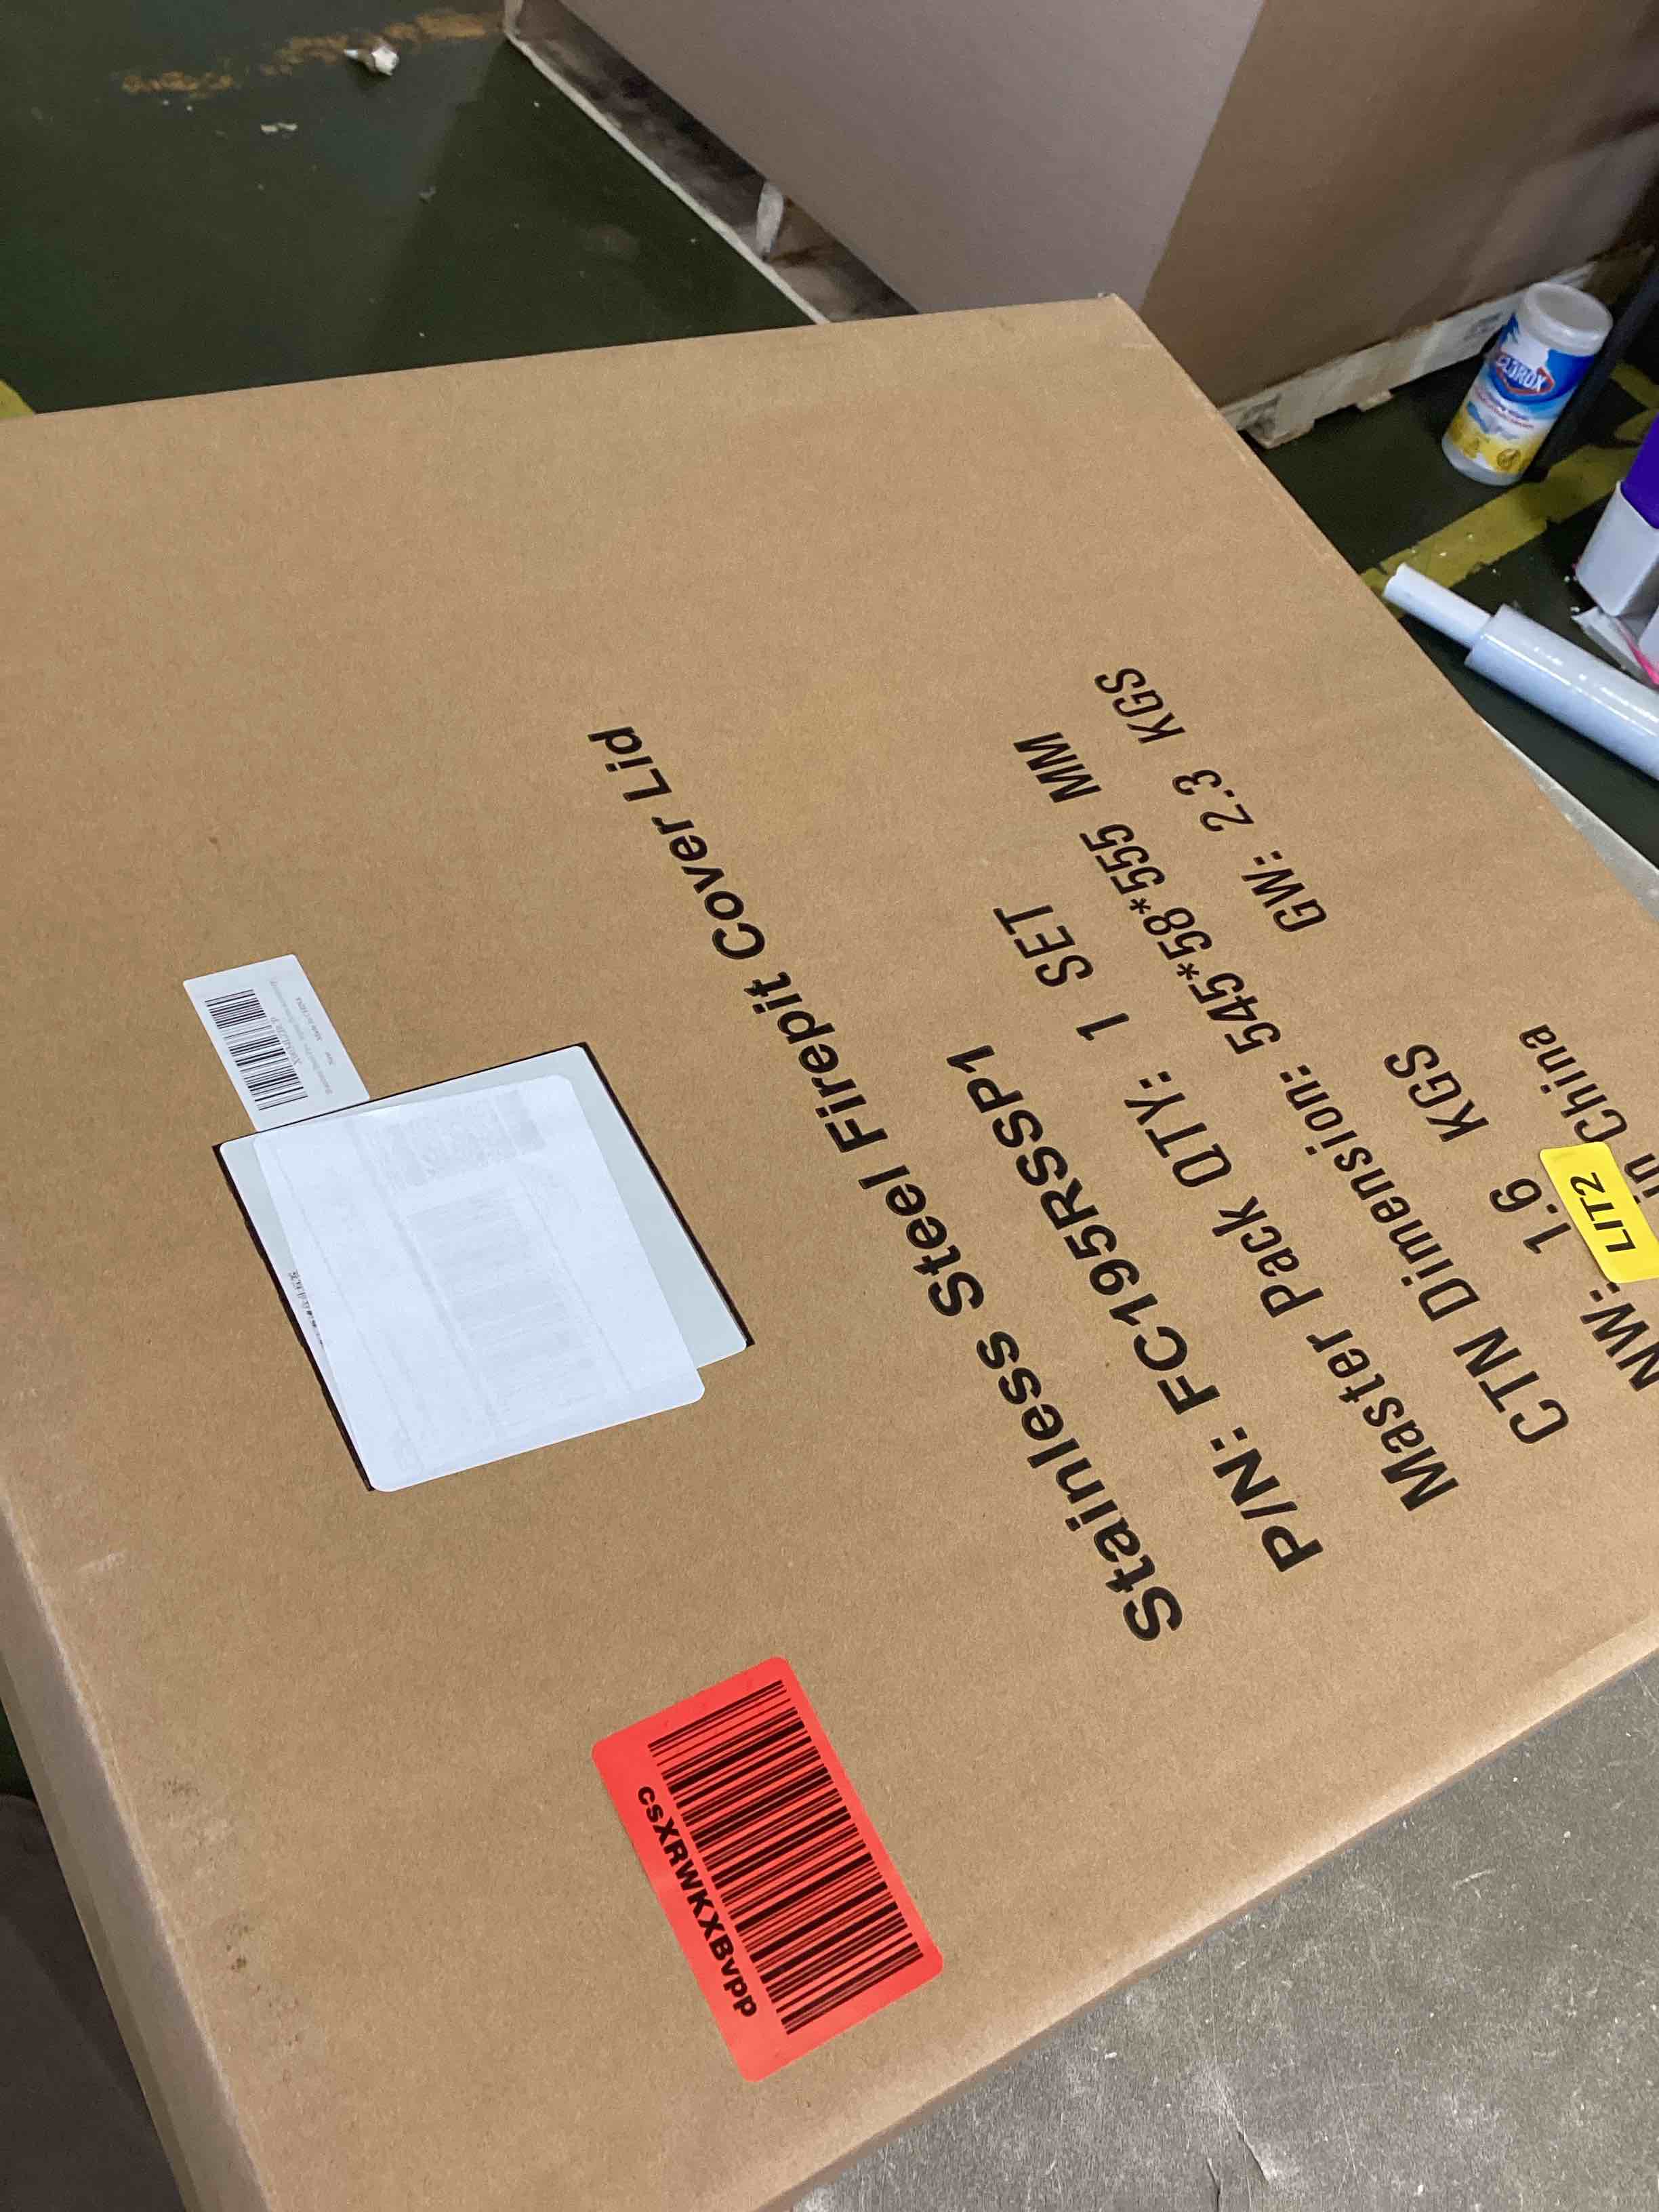 Stainless Steel Firepit Cover Lid
P/N: FC195RSSP1
Master Pack QTY: 1 SET
CTN Dimension: 545*58*555 MM
NW: 1.6 KGS GW: 2.3 KGS
in China
LIT2
csXRWKXBvpp
CLOROX